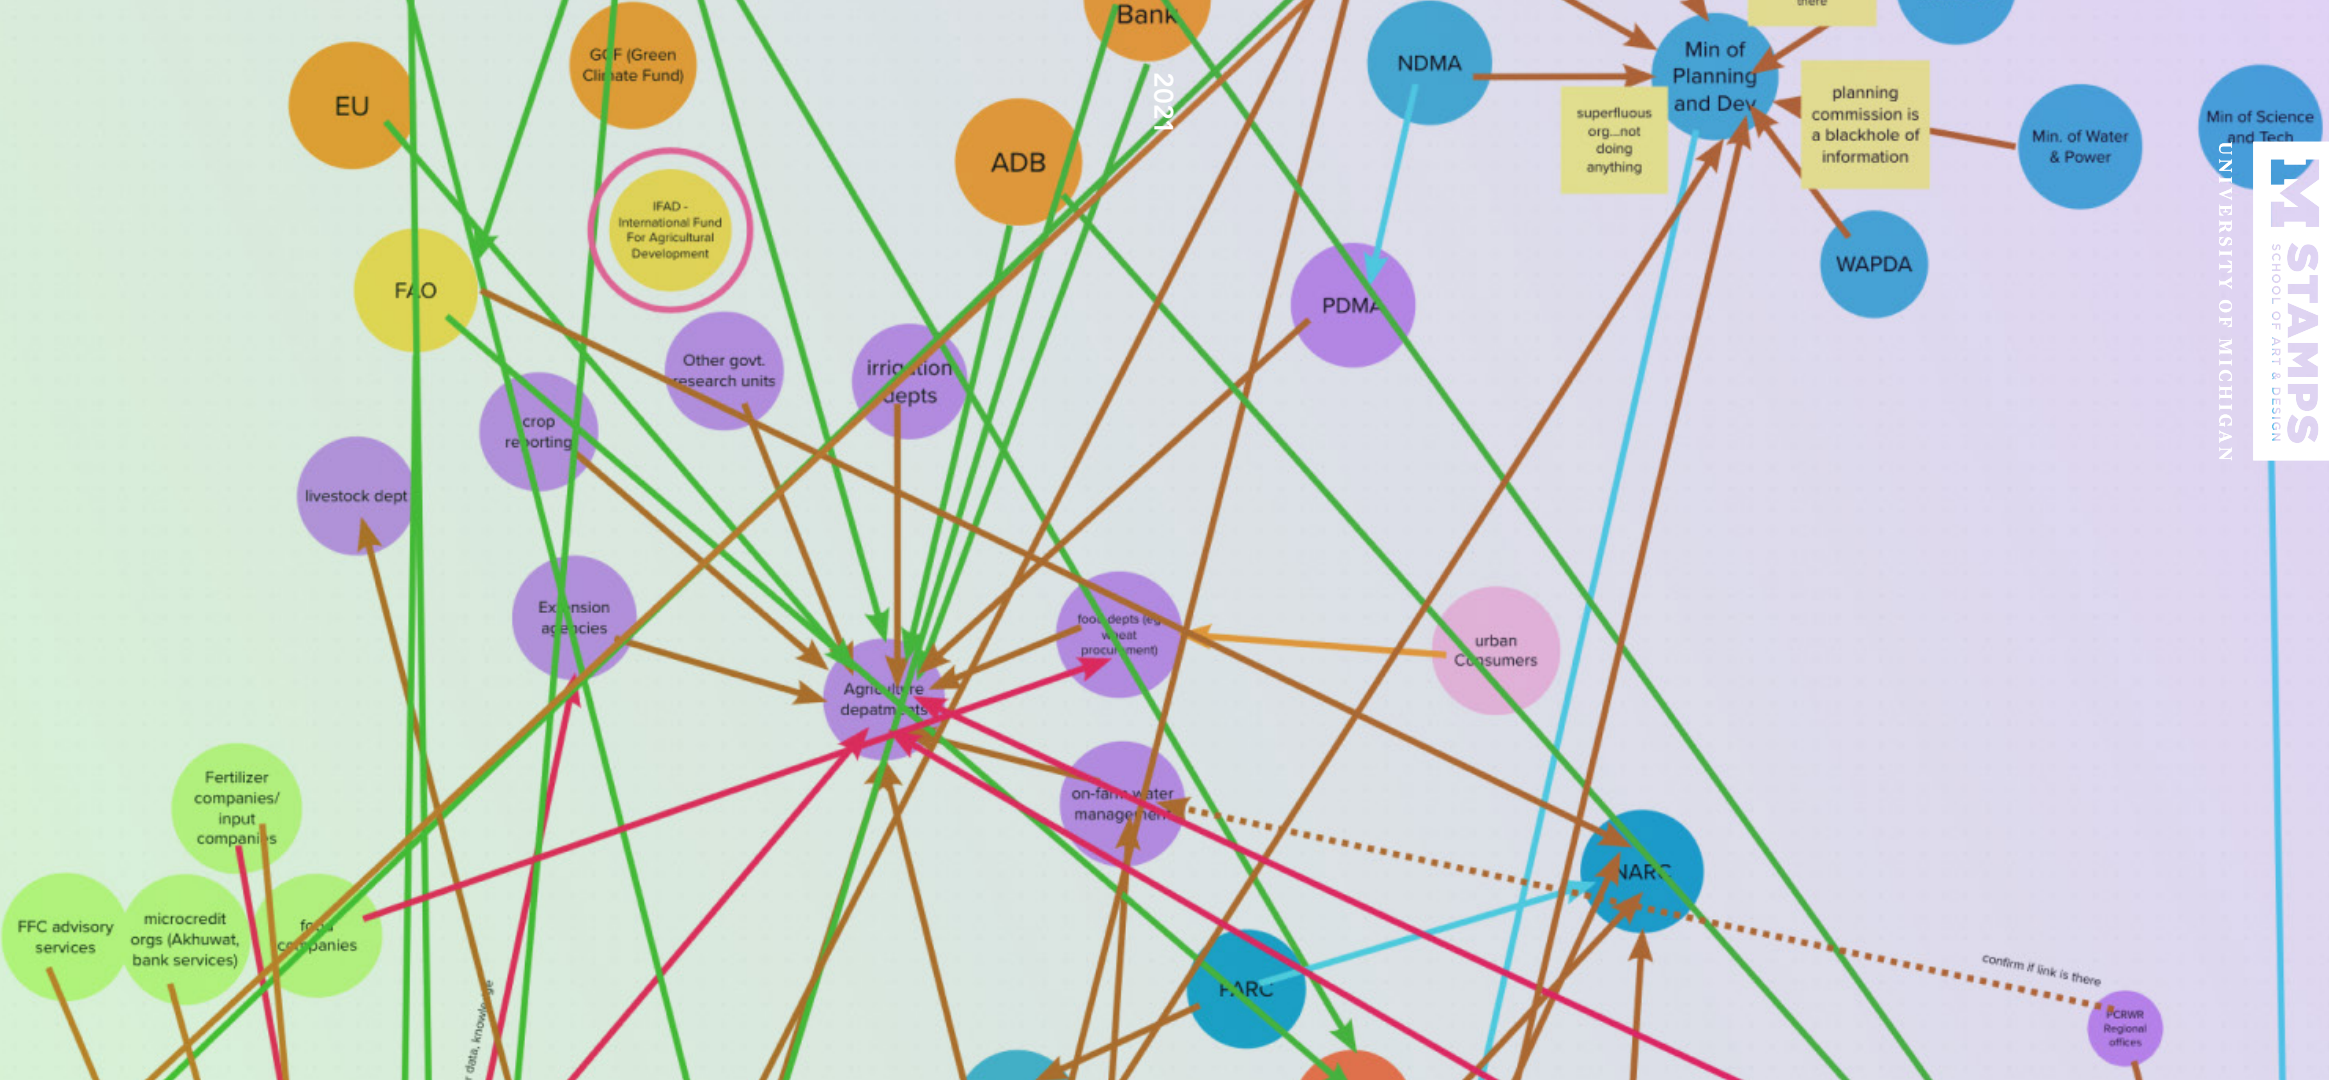 Bank
there
EU
GCF (Green
Climate Fund)
2021
NDMA
Min of
Planning
and Dev
superfluous
org...not
doing
anything
planning
commission is
a blackhole of
information
Min. of Water
& Power
Min of Science
and Tech
ADB
IFAD -
International Fund
For Agricultural
Development
WAPDA
FAO
PDMA
Other govt.
research units
irrigation
depts
crop
reporting
livestock dept
UNIVERSITY OF MICHIGAN
M STAMPS
SCHOOL OF ART & DESIGN
Extension
agencies
food depts (eg
wheat
procurment)
urban
Consumers
Agriculture
depatments
Fertilizer
companies/
input
companies
on-farm water
management
NARC
FFC advisory
services
microcredit
orgs (Akhuwat,
bank services)
food
companies
data, knowledge
PARC
confirm if link is there
PCRWR
Regional
offices